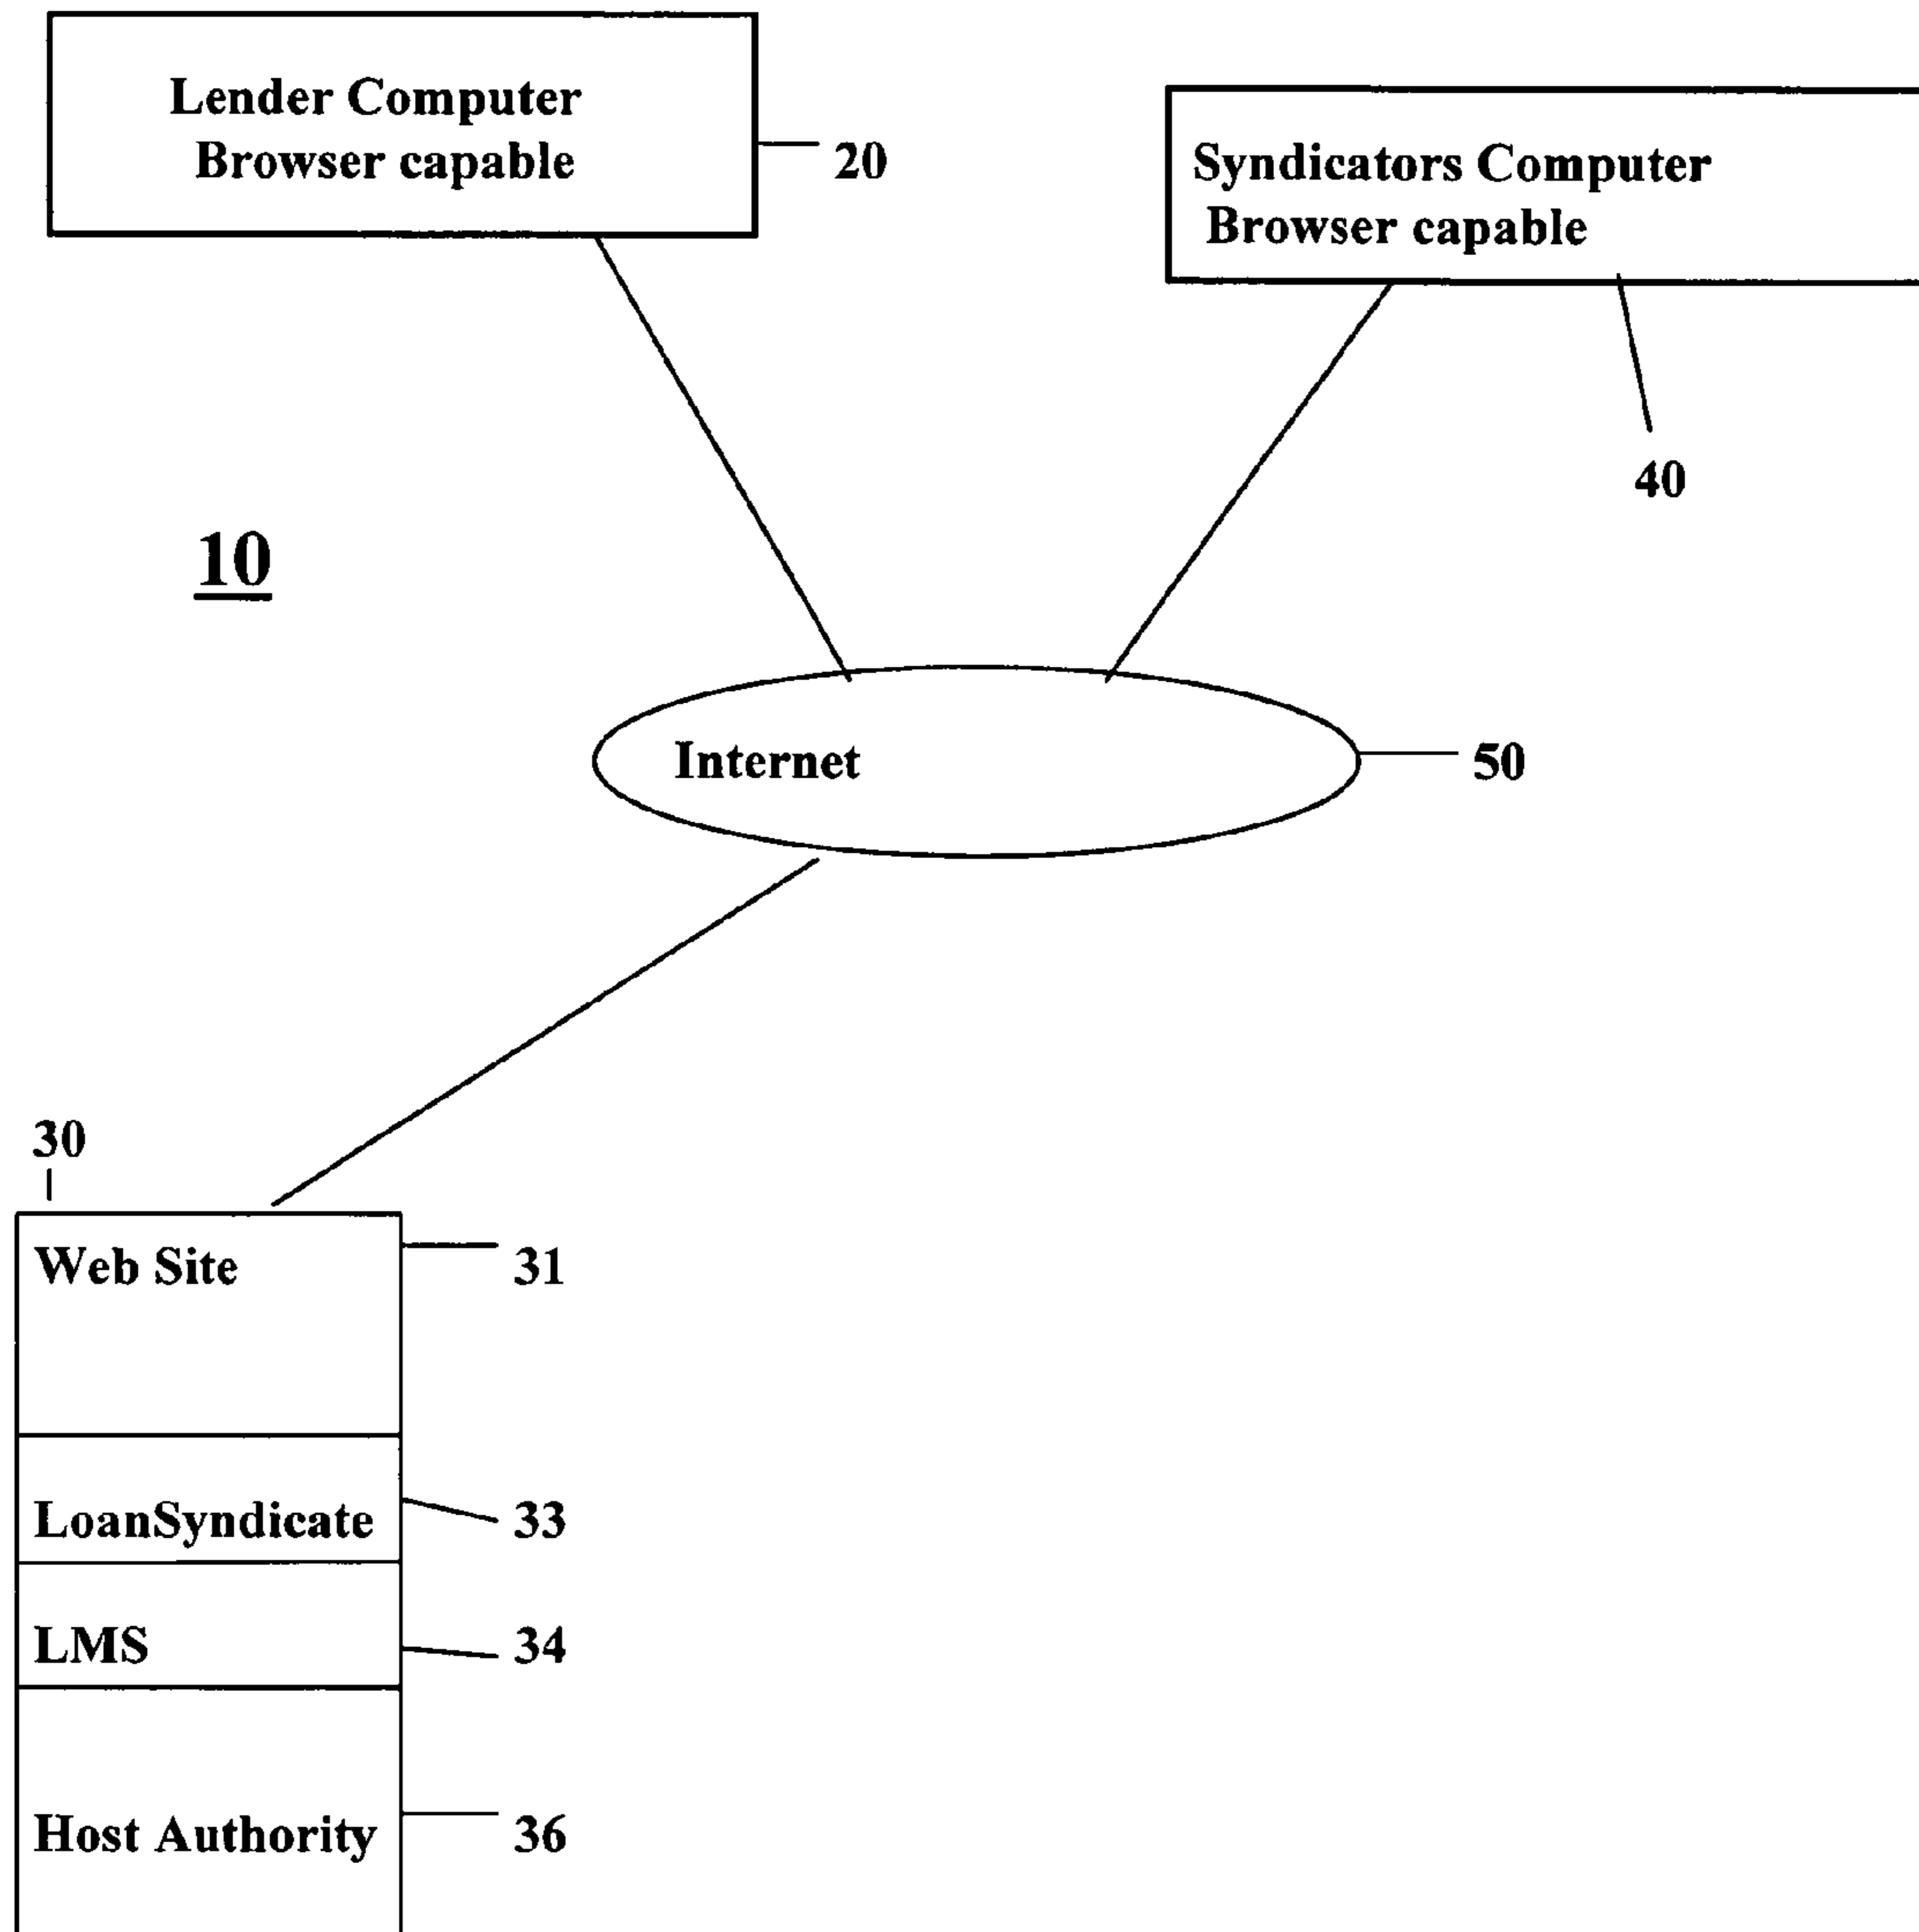 Lender Computer
Browser capable
20
Syndicators Computer
Browser capable
40
10
Internet
50
30
Web Site
31
LoanSyndicate
33
LMS
34
Host Authority
36